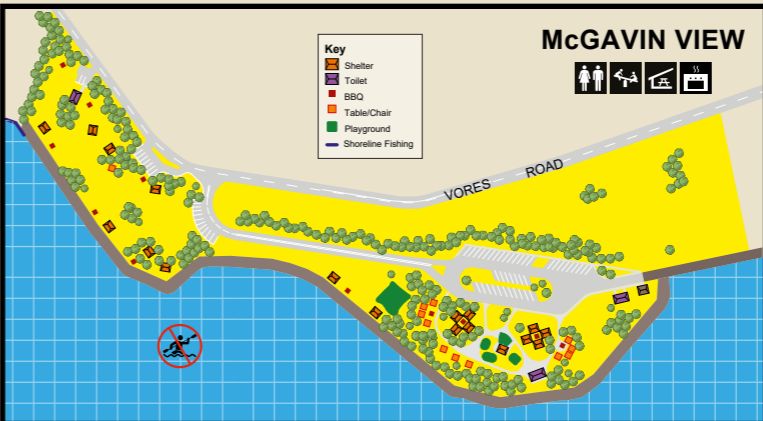 McGAVIN VIEW
Key
Shelter
Toilet
BBQ
Table/Chair
Playground
Shoreline Fishing
VORES ROAD